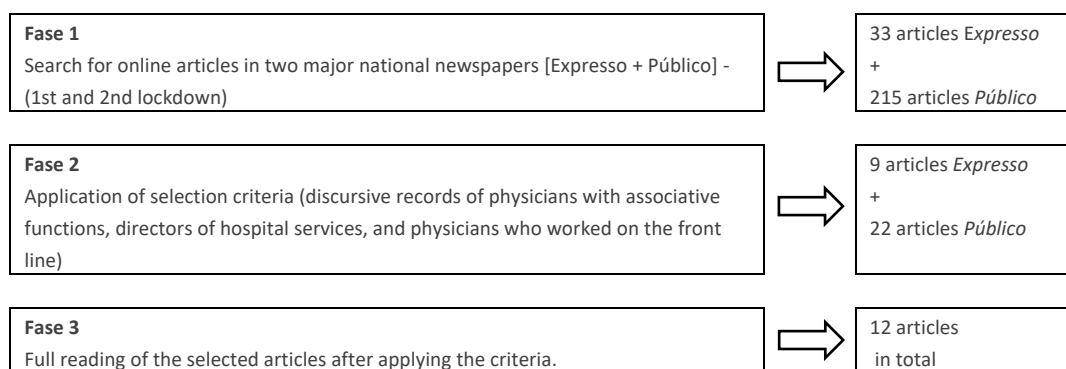 Fase 1
Search for online articles in two major national newspapers [Expresso + Público] -
(1st and 2nd lockdown)
33 articles Expresso
+
215 articles Público
Fase 2
Application of selection criteria (discursive records of physicians with associative
functions, directors of hospital services, and physicians who worked on the front
line)
9 articles Expresso
+
22 articles Público
Fase 3
Full reading of the selected articles after applying the criteria.
12 articles
in total